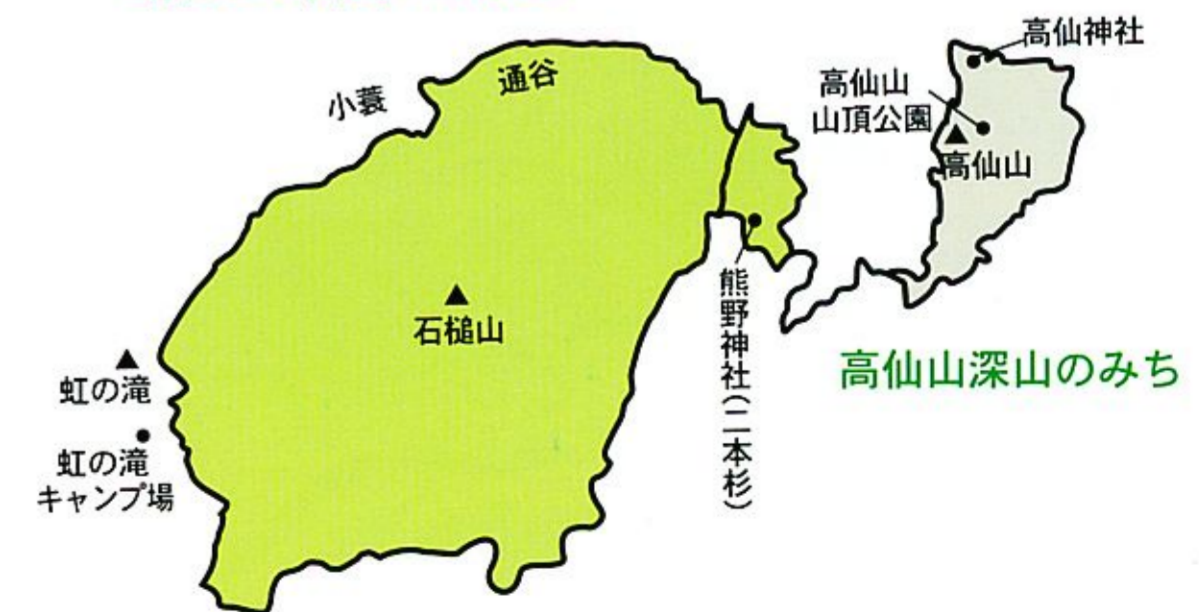 高仙神社
通谷
小蓑
高仙山
山頂公園
高仙山
石槌山
熊野神社(二本杉)
高仙山深山のみち
虹の滝
虹の滝
キャンプ場